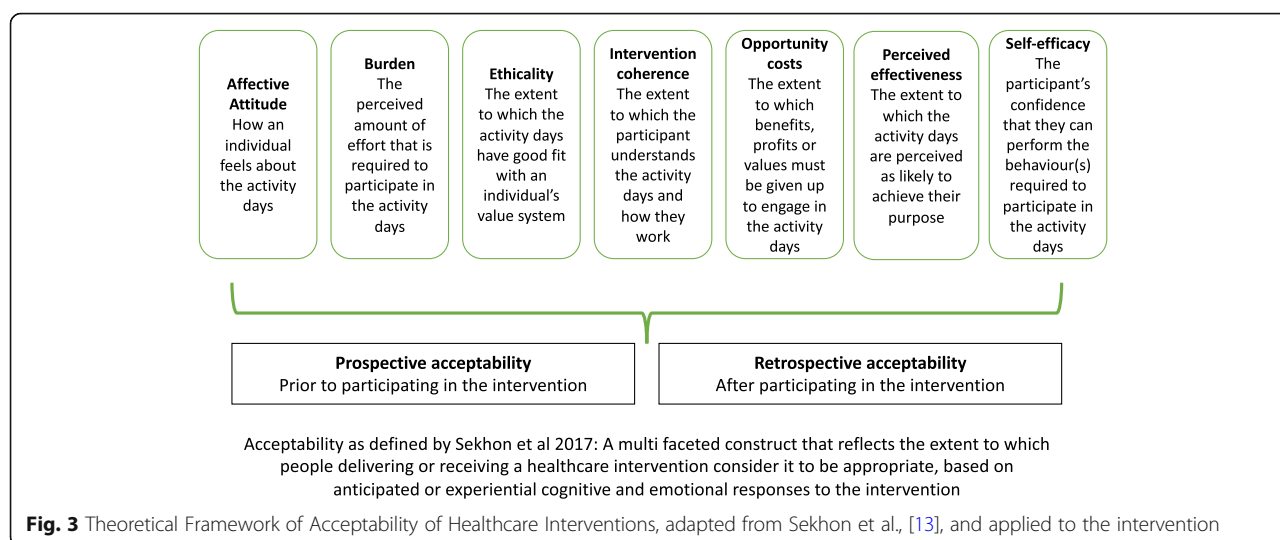 Affective
Attitude
How an
individual
feels about
the activity
days
Burden
The
perceived
amount of
effort that is
required to
participate in
the activity
days
Ethicality
The extent
to which the
activity days
have good fit
with an
individual's
value system
Intervention
coherence
The extent
to which the
participant
understands
the activity
days and
how they
work
Opportunity
costs
The extent
to which
benefits,
profits or
values must
be given up
to engage in
the activity
days
Perceived
effectiveness
The extent to
which the
activity days
are perceived
as likely to
achieve their
purpose
Self-efficacy
The
participant's
confidence
that they can
perform the
behaviour(s)
required to
participate in
the activity
days
Prospective acceptability
Prior to participating in the intervention
Retrospective acceptability
After participating in the intervention
Acceptability as defined by Sekhon et al 2017: A multi faceted construct that reflects the extent to which
people delivering or receiving a healthcare intervention consider it to be appropriate, based on
anticipated or experiential cognitive and emotional responses to the intervention
Fig. 3 Theoretical Framework of Acceptability of Healthcare Interventions, adapted from Sekhon et al., [13], and applied to the intervention